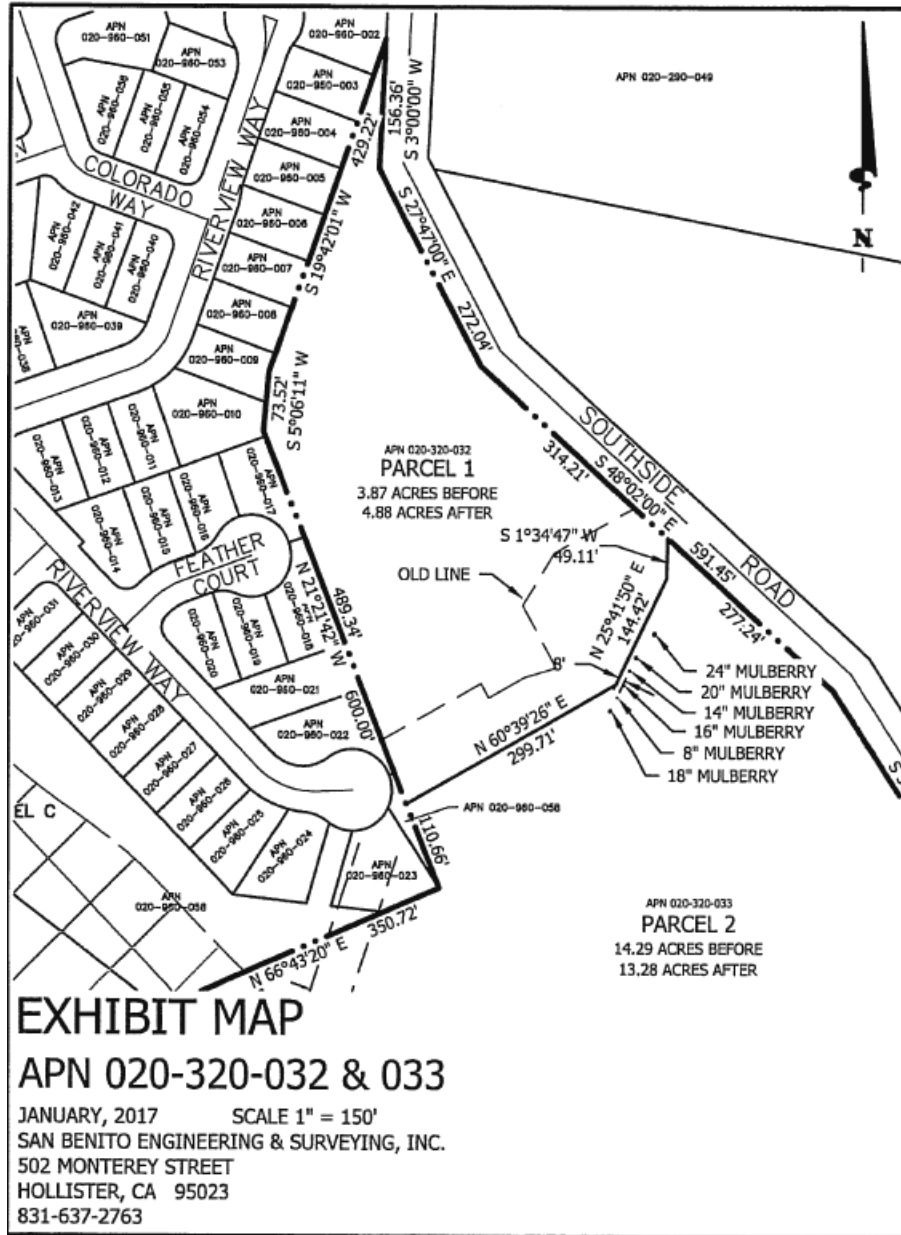 APN
020-960-051
APN
020-960-053
APN
020-960-056
APN
020-960-055
APN
020-960-054
APN
020-960-002
APN
020-960-003
APN
020-960-004
APN
020-960-005
APN
020-960-006
APN
020-960-007
APN
020-960-008
APN
020-960-009
APN
020-960-010
COLORADO
WAY
RIVERVIEW WAY
APN
020-960-042
APN
020-960-041
APN
020-960-040
APN
020-960-039
APN
020-960-011
APN
020-960-012
APN
020-960-013
APN
020-960-014
APN
020-960-015
APN
020-960-016
APN
020-960-017
APN
020-960-018
APN
020-960-019
APN
020-960-020
APN
020-960-021
APN
020-960-022
APN
020-960-023
APN
020-960-024
APN
020-960-025
APN
020-960-026
APN
020-960-027
APN
020-960-028
APN
020-960-029
APN
020-960-030
APN
020-960-031
FEATHER
COURT
RIVERVIEW WAY
EL C
APN
020-960-058
APN 020-290-049
N
429.22'
S 19°42'01" W
156.36'
S 3°00'00" W
S 27°47'00" E
272.04'
73.52'
S 5°06'11" W
314.21'
S 48°02'00" E
591.45'
277.24'
SOUTHSIDE
ROAD
APN 020-320-032
PARCEL 1
3.87 ACRES BEFORE
4.88 ACRES AFTER
S 1°34'47" W
49.11'
OLD LINE
N 25°41'50" E
144.42'
8'
N 21°21'42" W
489.34'
600.00'
N 60°39'26" E
299.71'
24" MULBERRY
20" MULBERRY
14" MULBERRY
16" MULBERRY
8" MULBERRY
18" MULBERRY
APN 020-960-058
110.66'
N 66°43'20" E
350.72'
APN 020-320-033
PARCEL 2
14.29 ACRES BEFORE
13.28 ACRES AFTER
EXHIBIT MAP
APN 020-320-032 & 033
JANUARY, 2017 SCALE 1" = 150'
SAN BENITO ENGINEERING & SURVEYING, INC.
502 MONTEREY STREET
HOLLISTER, CA 95023
831-637-2763